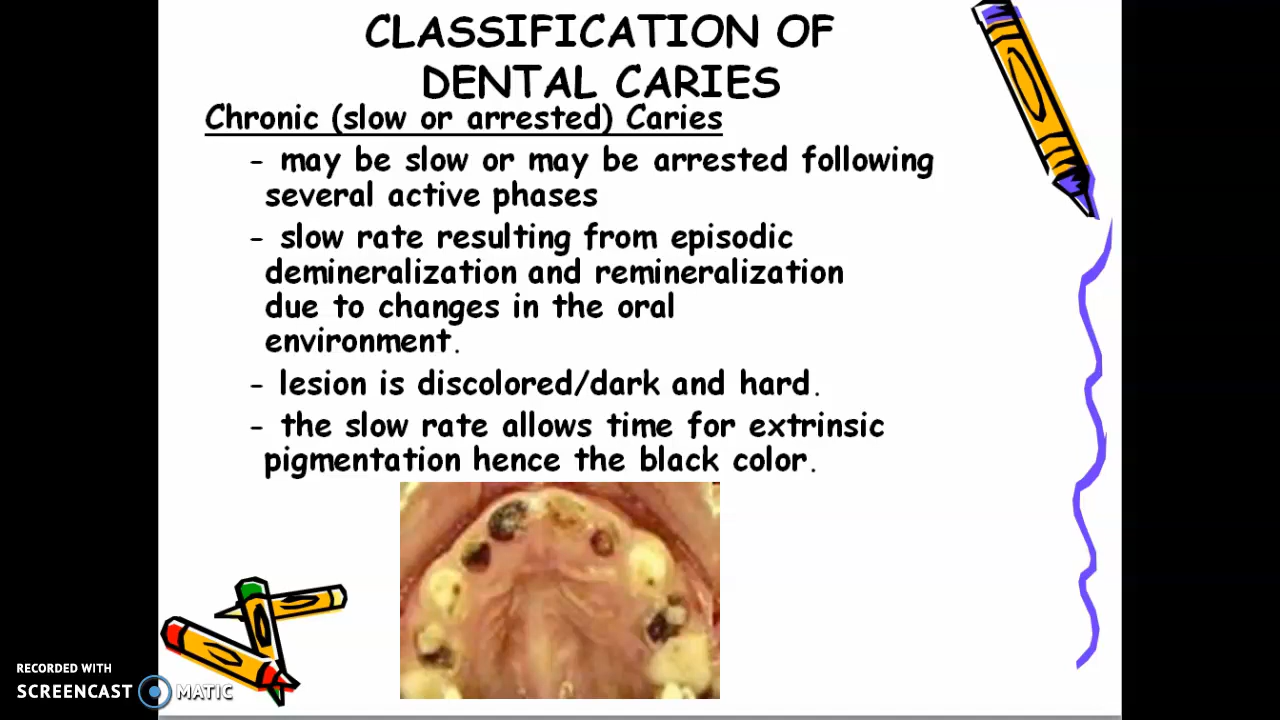 CLASSIFICATION OF
DENTAL CARIES
Chronic (slow or arrested) Caries
- may be slow or may be arrested following
several active phases
- slow rate resulting from episodic
demineralization and remineralization
due to changes in the oral
environment.
- lesion is discolored/dark and hard.
- the slow rate allows time for extrinsic
pigmentation hence the black color.
RECORDED WITH
SCREENCAST MATIC